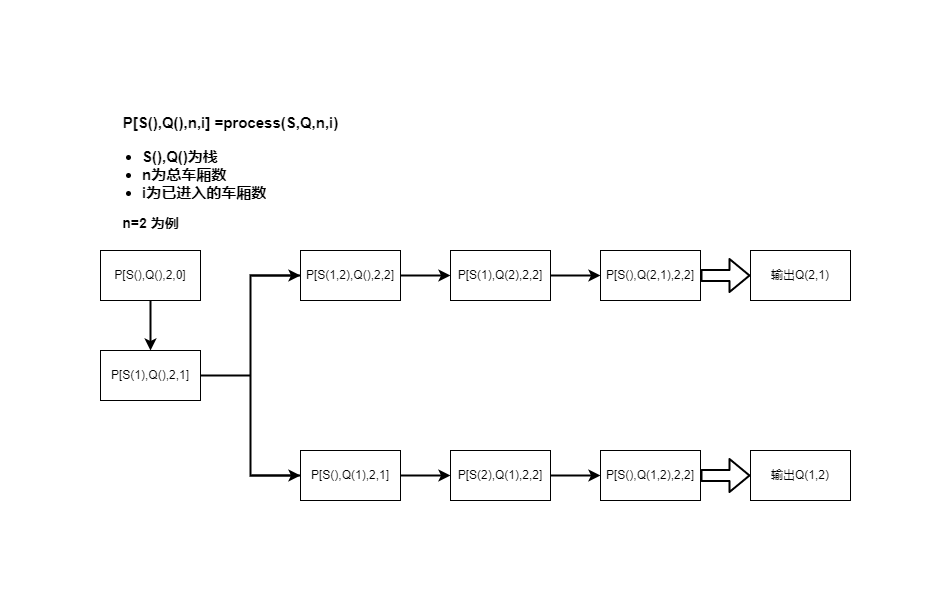 P[S(),Q(),n,i] =process(S,Q,n,i)
• S(),Q()为栈
• n为总车厢数
• i为已进入的车厢数
n=2 为例
P[S(),Q(),2,0]
P[S(1,2),Q(),2,2]
P[S(1),Q(2),2,2]
P[S(),Q(2,1),2,2]
输出Q(2,1)
P[S(1),Q(),2,1]
P[S(),Q(1),2,1]
P[S(2),Q(1),2,2]
P[S(),Q(1,2),2,2]
输出Q(1,2)